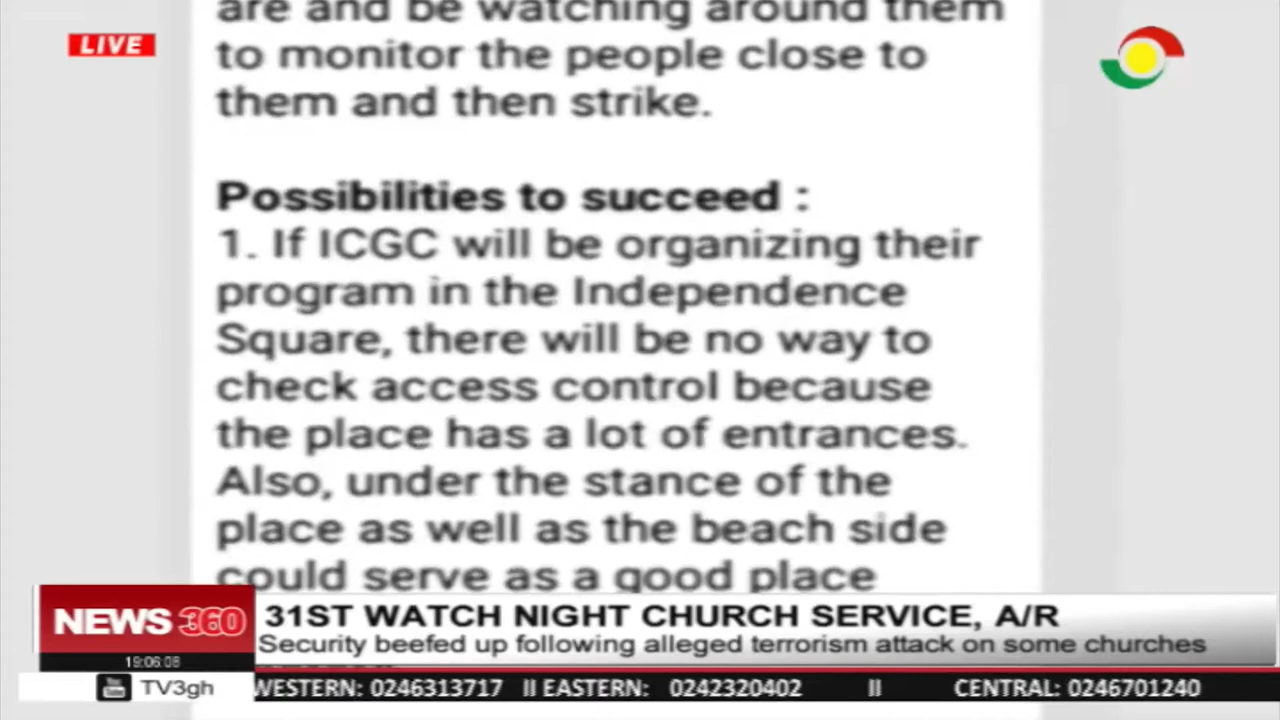 are and be watching around them
LIVE
to monitor the people close to
them and then strike.
Possibilities to succeed :
1. If ICGC will be organizing their
program in the Independence
Square, there will be no way to
check access control because
the place has a lot of entrances.
Also, under the stance of the
place as well as the beach side
could serve as a good place
NEWS 360
31ST WATCH NIGHT CHURCH SERVICE, A/R
Security beefed up following alleged terrorism attack on some churches
19:06:08
TV3gh
WESTERN: 0246313717 II EASTERN: 0242320402 II CENTRAL: 0246701240